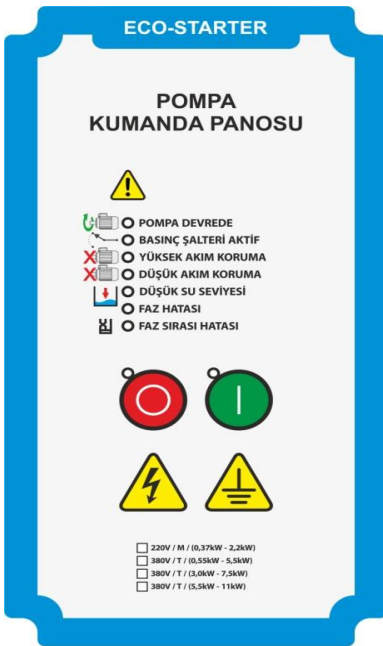 ECO-STARTER
POMPA
KUMANDA PANOSU
POMPA DEVREDE
BASINÇ ŞALTERİ AKTİF
YÜKSEK AKIM KORUMA
DÜŞÜK AKIM KORUMA
DÜŞÜK SU SEVİYESİ
FAZ HATASI
FAZ SIRASI HATASI
220V / M / (0,37kW - 2,2kW)
380V / T / (0,55kW - 5,5kW)
380V / T / (3,0kW - 7,5kW)
380V / T / (5,5kW - 11kW)